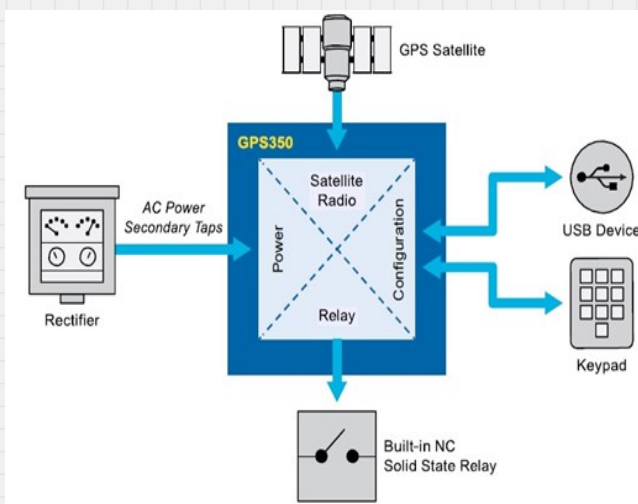 GPS Satellite
GPS350
Satellite
Radio
AC Power
Secondary Taps
Power
Configuration
Relay
USB Device
Rectifier
Keypad
Built-in NC
Solid State Relay